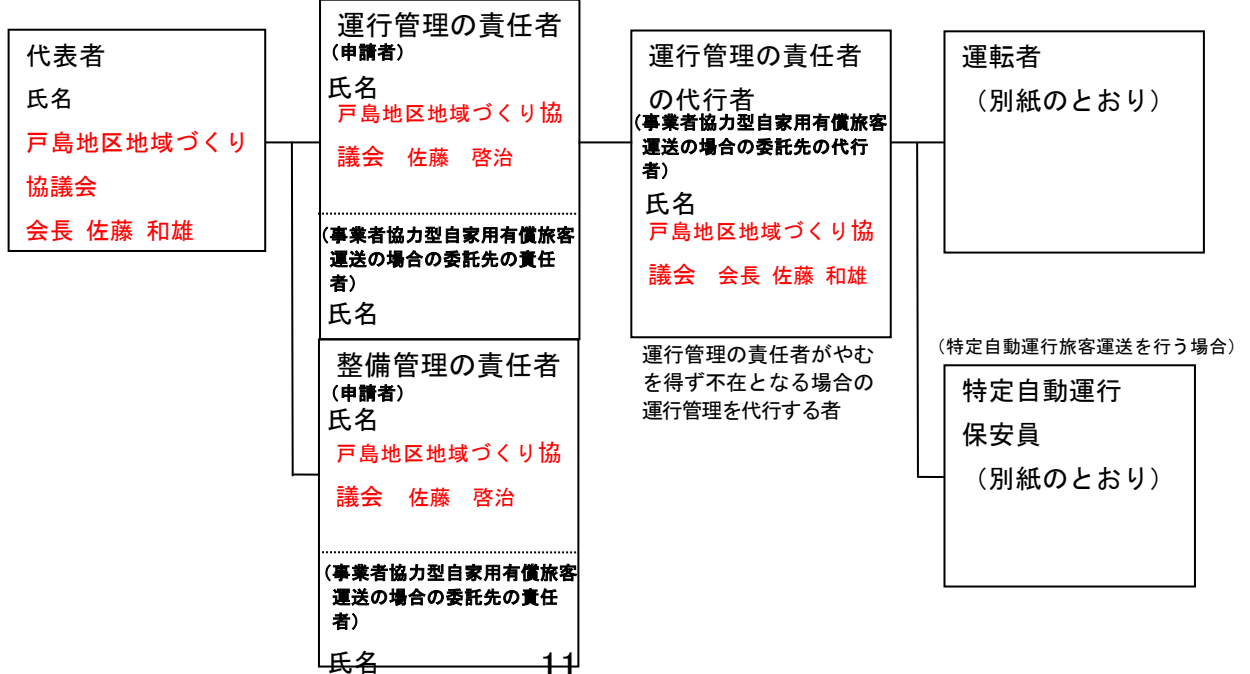 代表者
氏名
戸島地区地域づくり
協議会
会長 佐藤 和雄
運行管理の責任者
(申請者)
氏名
戸島地区地域づくり協
議会 佐藤 啓治
(事業者協力型自家用有償旅客
運送の場合の委託先の責任
者)
氏名
整備管理の責任者
(申請者)
氏名
戸島地区地域づくり協
議会 佐藤 啓治
(事業者協力型自家用有償旅客
運送の場合の委託先の責任
者)
氏名
11
運行管理の責任者
の代行者
(事業者協力型自家用有償旅客
運送の場合の委託先の代行
者)
氏名
戸島地区地域づくり協
議会 会長 佐藤 和雄
運行管理の責任者がやむ
を得ず不在となる場合の
運行管理を代行する者
運転者
(別紙のとおり)
(特定自動運行旅客運送を行う場合)
特定自動運行
保安員
(別紙のとおり)